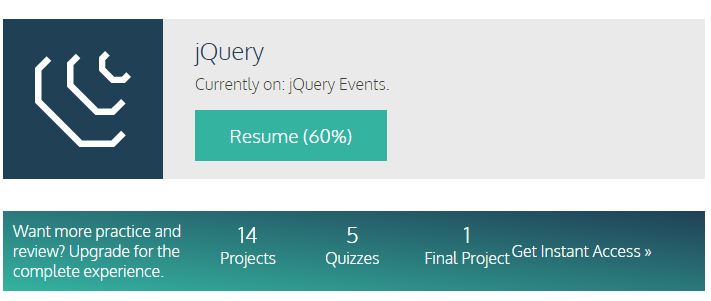 jQuery
Currently on: jQuery Events.
Resume (60%)
Want more practice and
review? Upgrade for the
complete experience.
14
Projects
5
Quizzes
1
Final Project
Get Instant Access »